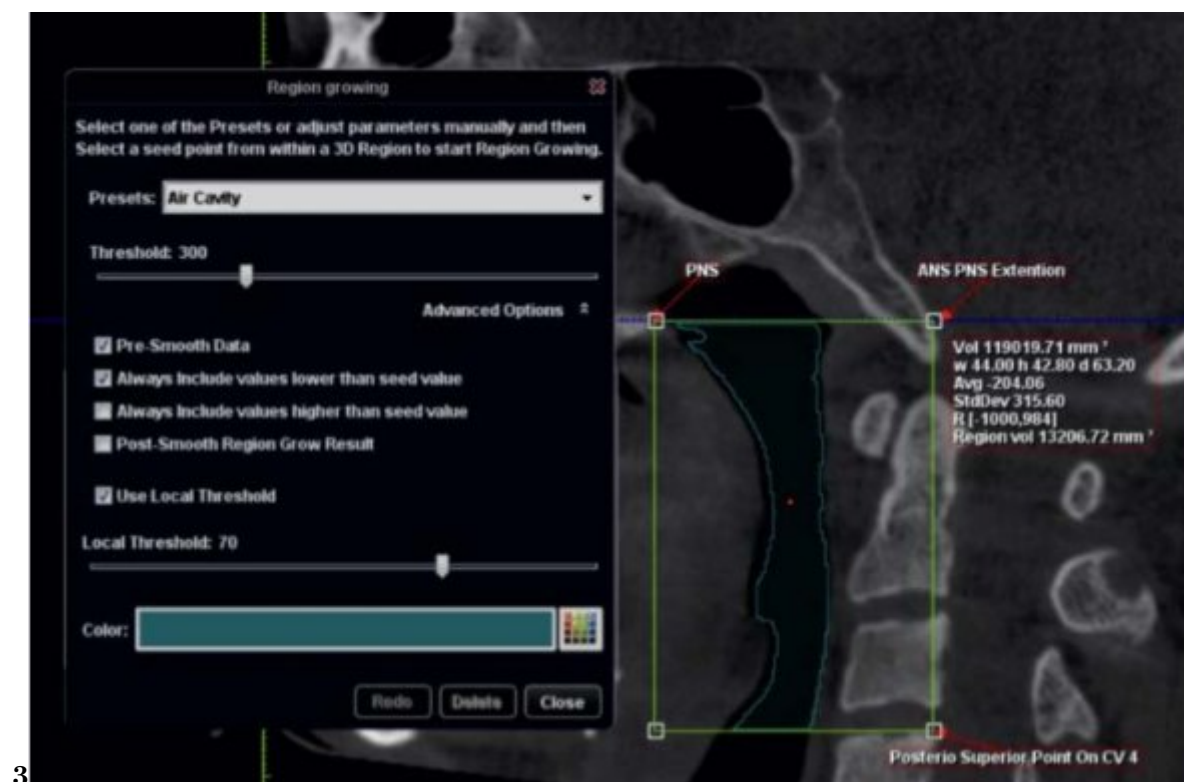 Region growing
Select one of the Presets or adjust parameters manually and then
Select a seed point from within a 3D Region to start Region Growing.
Presets: Air Cavity
Threshold: 300
Advanced Options
Pre-Smooth Data
Always Include values lower than seed value
Always Include values higher than seed value
Post-Smooth Region Grow Result
Use Local Threshold
Local Threshold: 70
Color:
Redo Delete Close
PNS
ANS PNS Extention
Vol 119019.71 mm ³
w 44.00 h 42.80 d 63.20
Avg -204.06
StdDev 315.60
R [-1000,984]
Region vol 13206.72 mm ³
Posterio Superior Point On CV 4
3